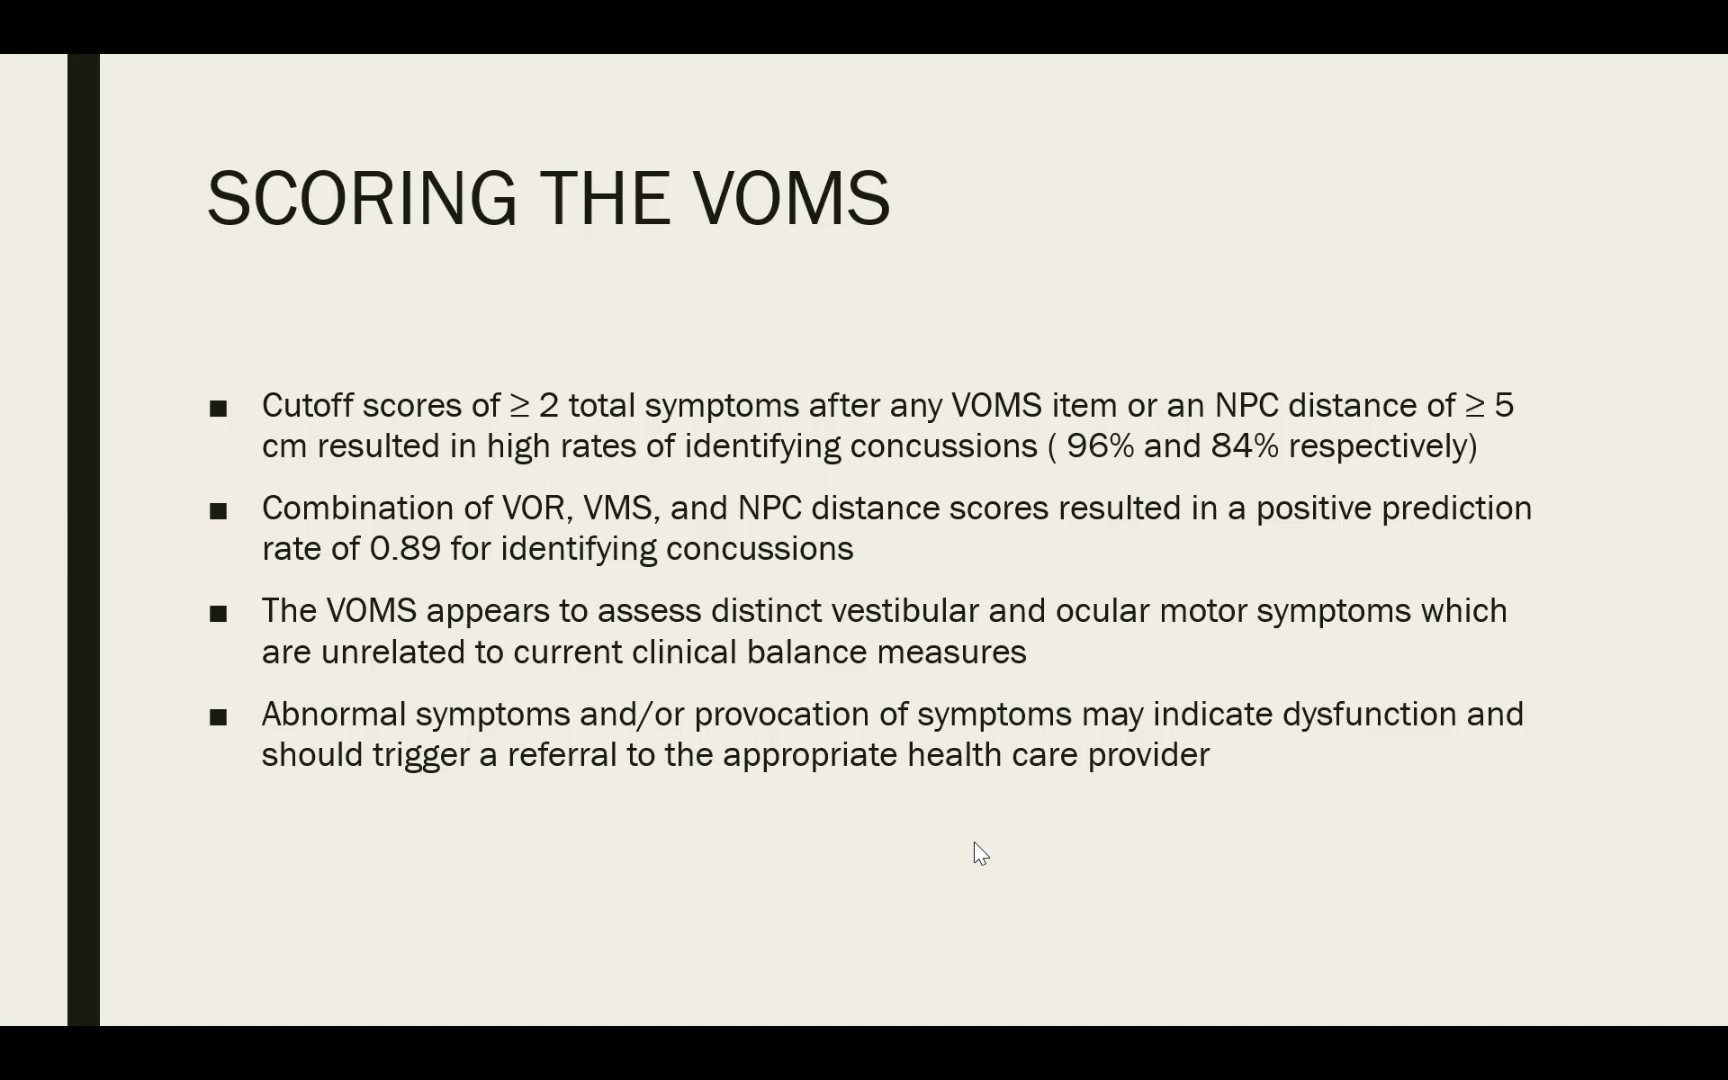 SCORING THE VOMS
■ Cutoff scores of ≥ 2 total symptoms after any VOMS item or an NPC distance of ≥ 5
cm resulted in high rates of identifying concussions ( 96% and 84% respectively)
■ Combination of VOR, VMS, and NPC distance scores resulted in a positive prediction
rate of 0.89 for identifying concussions
■ The VOMS appears to assess distinct vestibular and ocular motor symptoms which
are unrelated to current clinical balance measures
■ Abnormal symptoms and/or provocation of symptoms may indicate dysfunction and
should trigger a referral to the appropriate health care provider